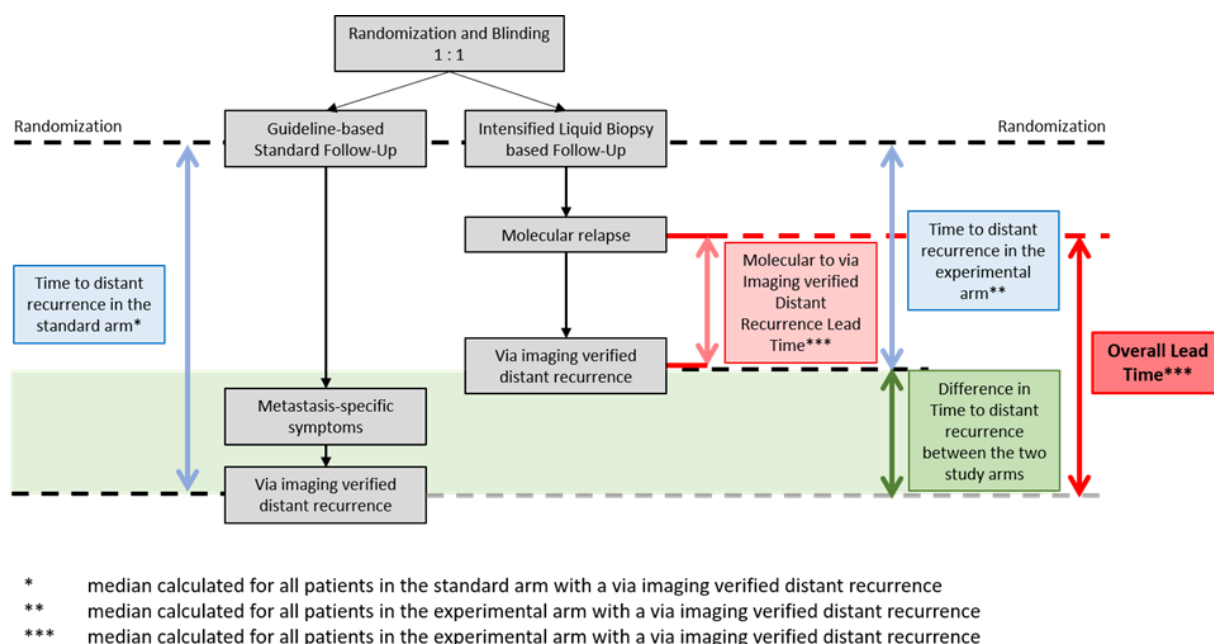 Randomization and Blinding
1 : 1
Randomization
Guideline-based
Standard Follow-Up
Intensified Liquid Biopsy
based Follow-Up
Randomization
Molecular relapse
Time to distant
recurrence in the
experimental
arm**
Molecular to via
Imaging verified
Distant
Recurrence Lead
Time***
Time to distant
recurrence in the
standard arm*
Via imaging verified
distant recurrence
Overall Lead
Time***
Metastasis-specific
symptoms
Difference in
Time to distant
recurrence
between the two
study arms
Via imaging verified
distant recurrence
* median calculated for all patients in the standard arm with a via imaging verified distant recurrence
** median calculated for all patients in the experimental arm with a via imaging verified distant recurrence
*** median calculated for all patients in the experimental arm with a via imaging verified distant recurrence